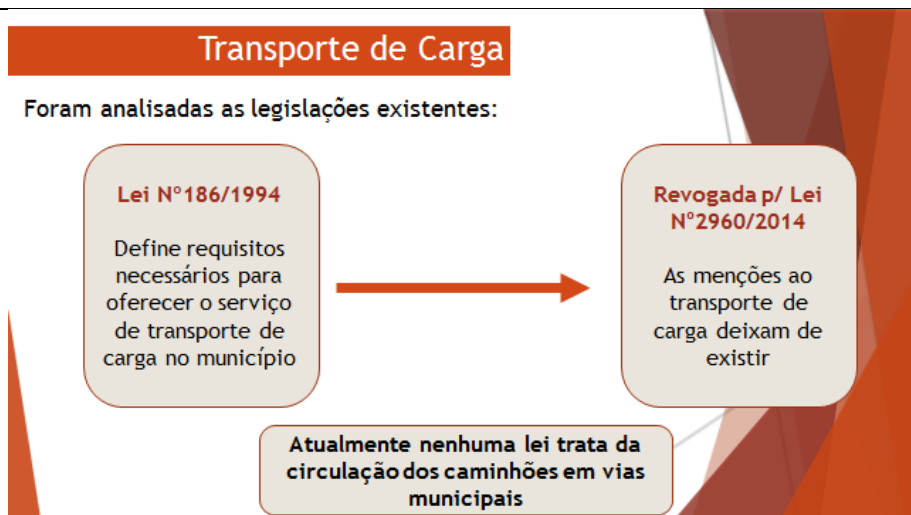 Transporte de Carga
Foram analisadas as legislações existentes:
Lei Nº186/1994
Define requisitos
necessários para
oferecer o serviço
de transporte de
carga no município
Revogada p/ Lei
Nº2960/2014
As menções ao
transporte de
carga deixam de
existir
Atualmente nenhuma lei trata da
circulação dos caminhões em vias
municipais